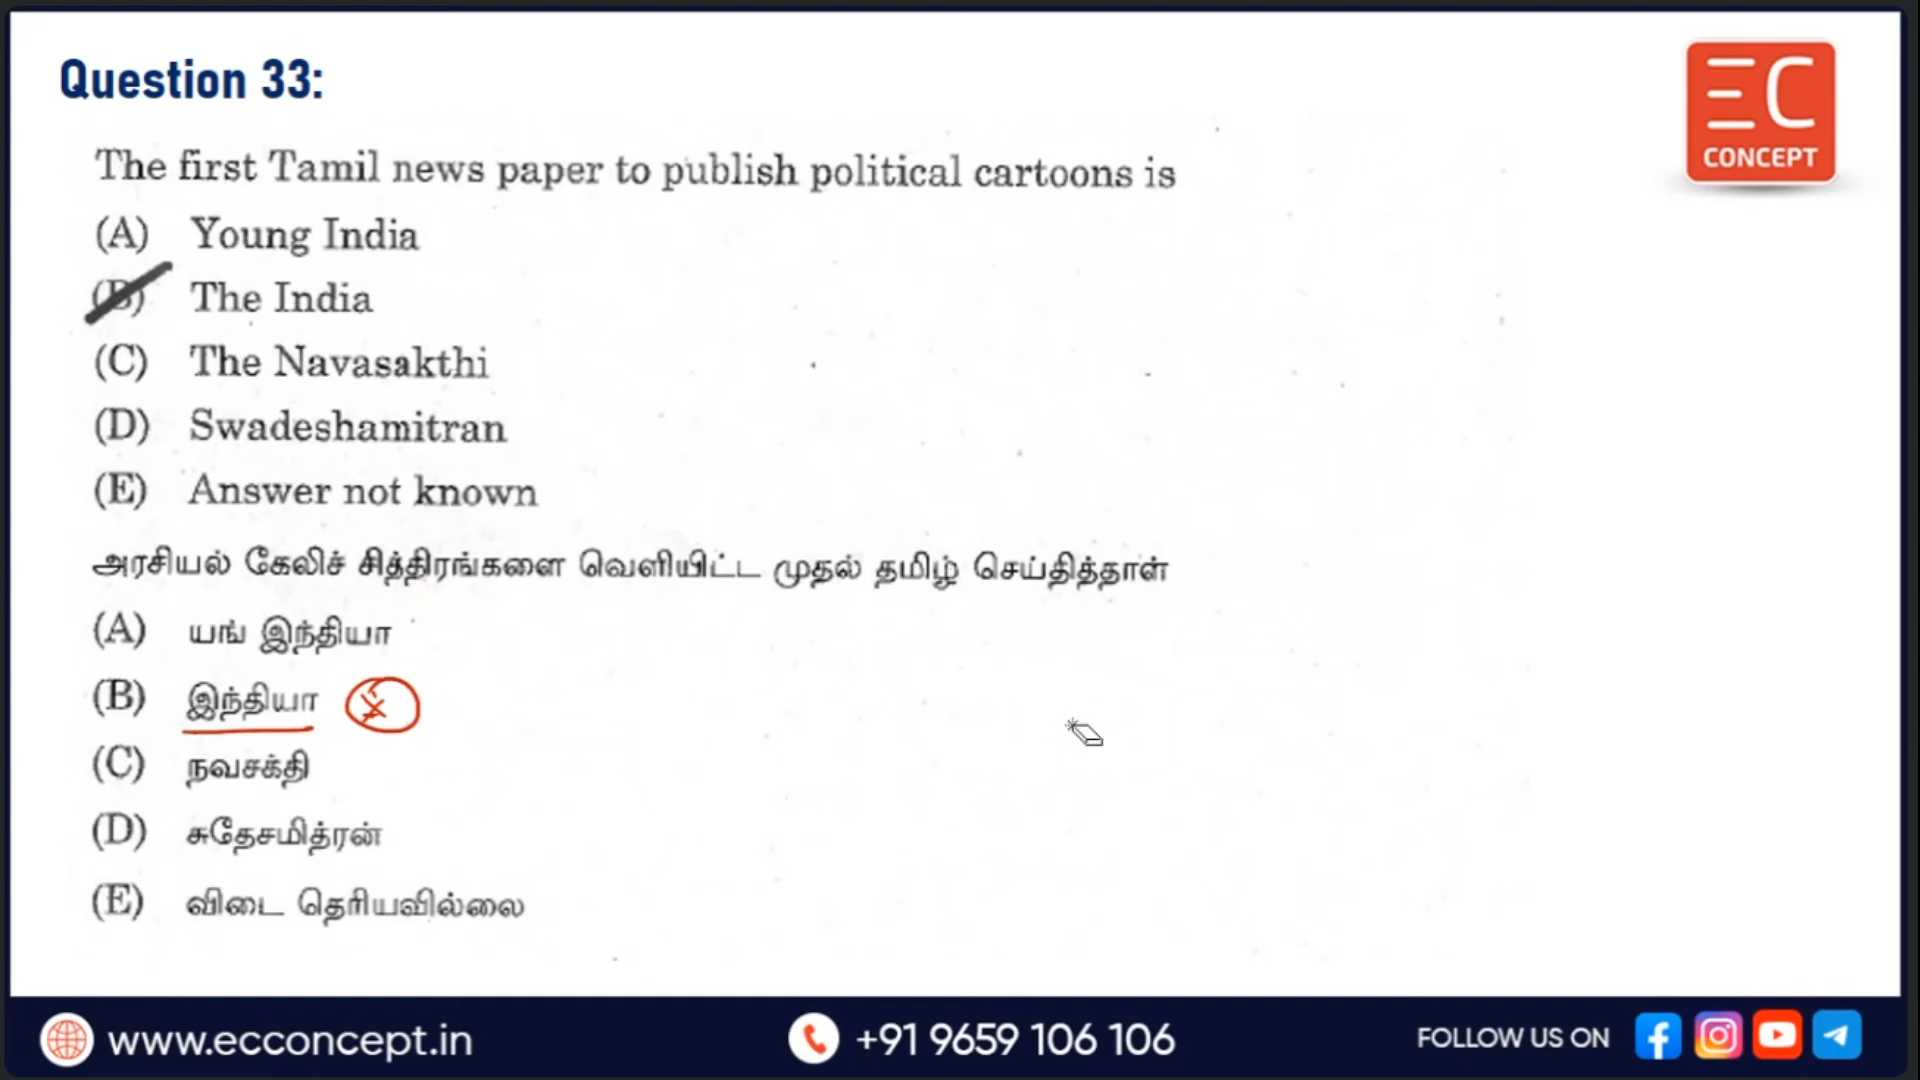 Question 33:
EC
CONCEPT
The first Tamil news paper to publish political cartoons is
(A) Young India
(B) The India
(C) The Navasakthi
(D) Swadeshamitran
(E) Answer not known
அரசியல் கேலிச் சித்திரங்களை வெளியிட்ட முதல் தமிழ் செய்தித்தாள்
(A) யங் இந்தியா
(B) இந்தியா
(C) நவசக்தி
(D) சுதேசமித்ரன்
(E) விடை தெரியவில்லை
www.ecconcept.in +91 9659 106 106 FOLLOW US ON